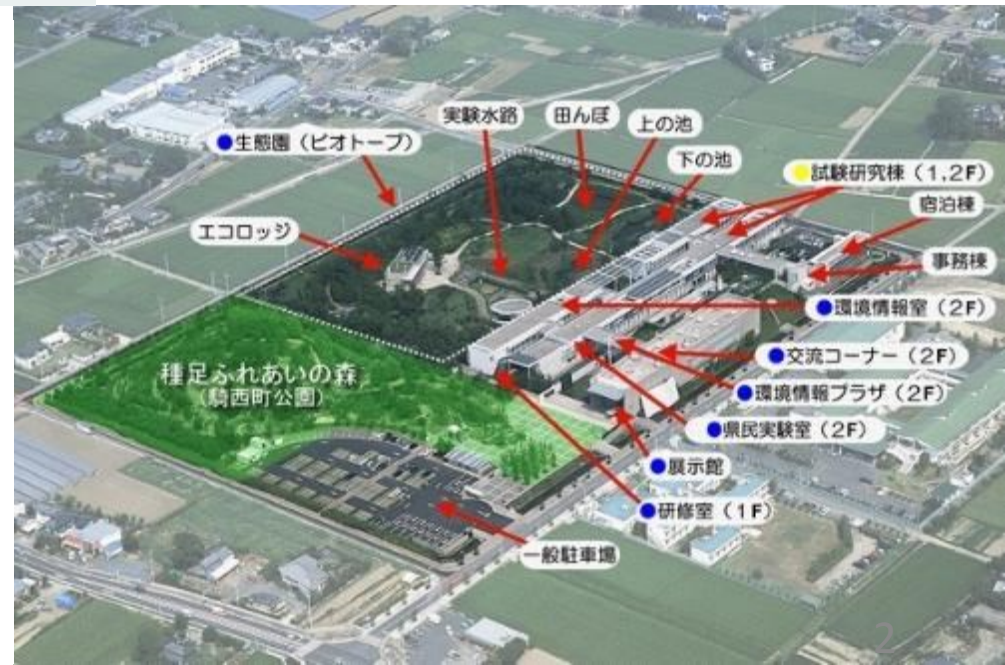 実験水路
田んぼ
上の池
下の池
●生態園（ビオトープ）
●試験研究棟（1,2F）
宿泊棟
エコロッジ
事務棟
●環境情報室（2F）
●交流コーナー（2F）
種足ふれあいの森
（騎西町公園）
●環境情報プラザ（2F）
●県民実験室（2F）
●展示館
●研修室（1F）
一般駐車場
2